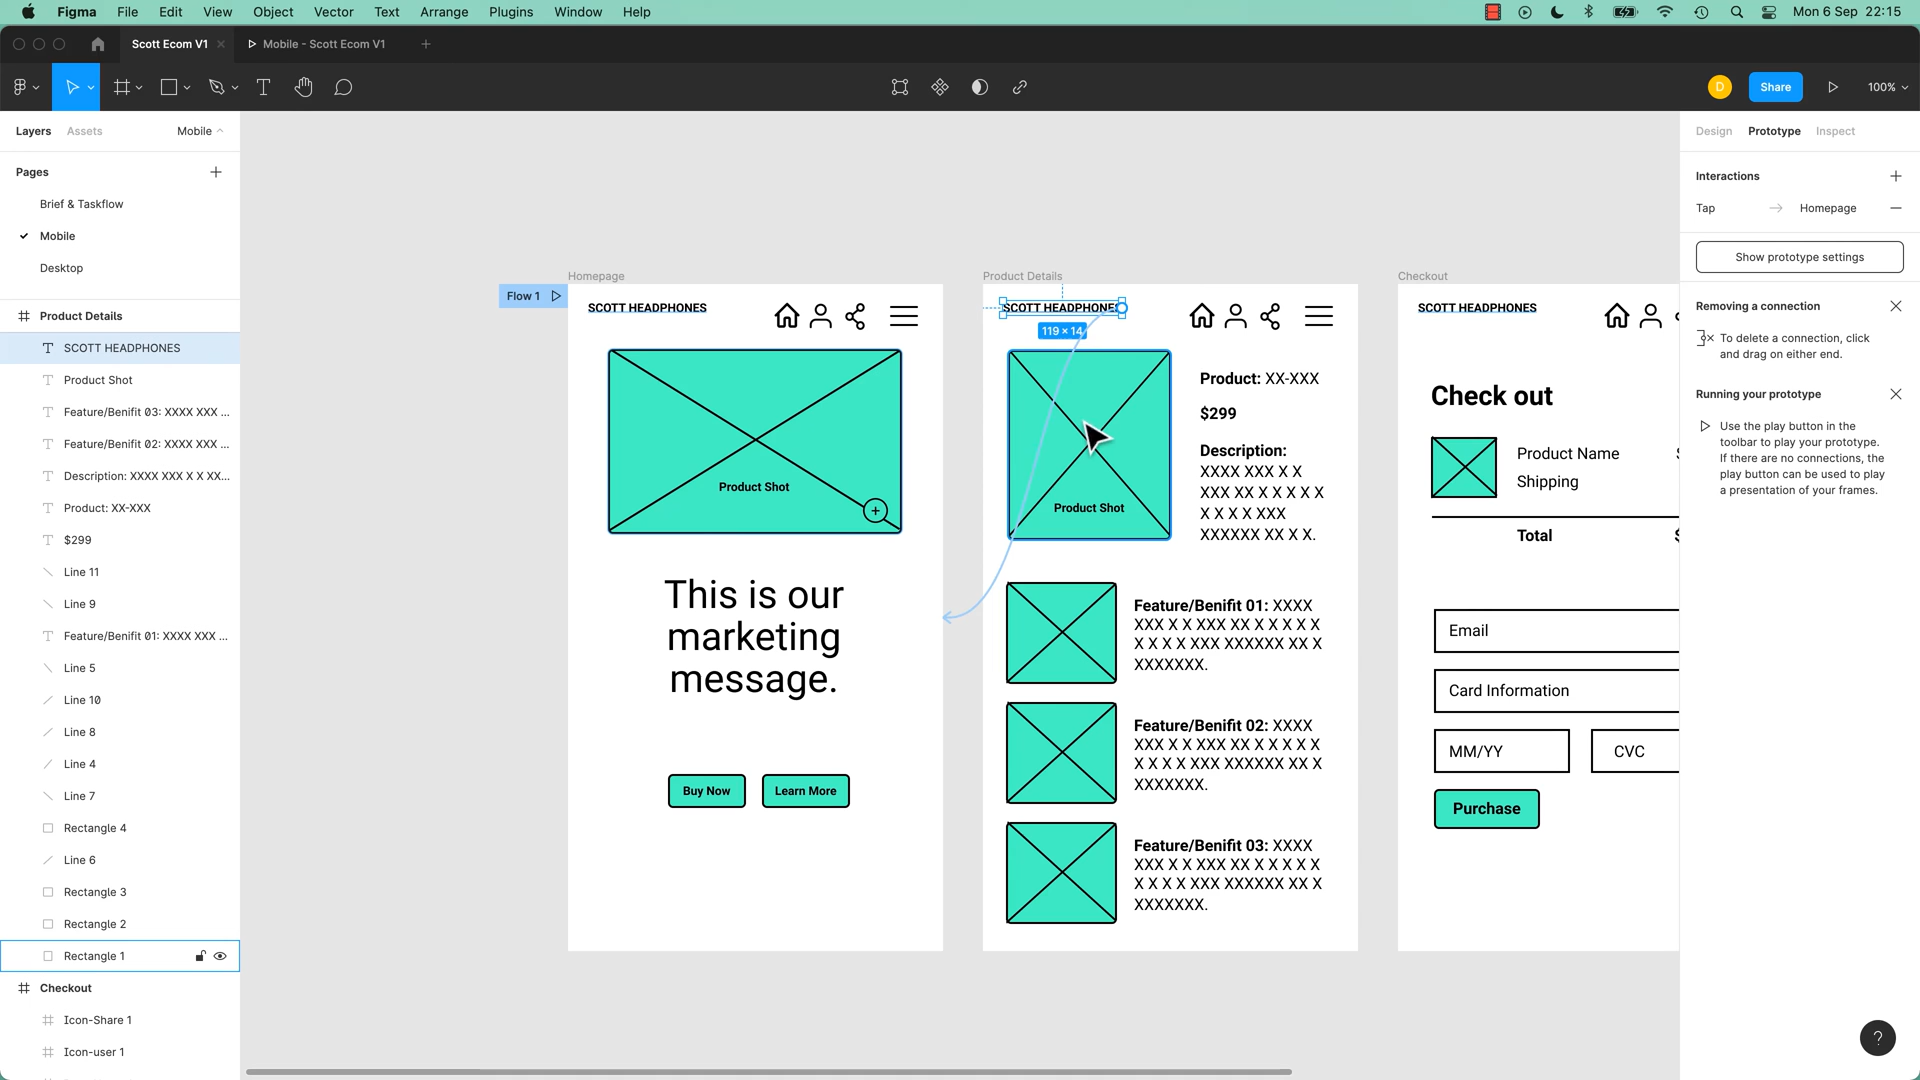 Figma File Edit View Object Vector Text Arrange Plugins Window Help
Mon 6 Sep 22:15
Scott Ecom V1
Mobile - Scott Ecom V1
D
Share
100%
Layers Assets Mobile
Pages
Brief & Taskflow
Mobile
Desktop
Product Details
SCOTT HEADPHONES
Product Shot
Feature/Benifit 03: XXXX XXX ...
Feature/Benifit 02: XXXX XXX ...
Description: XXXX XXX X X XX...
Product: XX-XXX
$299
Line 11
Line 9
Feature/Benifit 01: XXXX XXX ...
Line 5
Line 10
Line 8
Line 4
Line 7
Rectangle 4
Line 6
Rectangle 3
Rectangle 2
Rectangle 1
Checkout
Icon-Share 1
Icon-user 1
Homepage
Flow 1
SCOTT HEADPHONES
Product Shot
+
This is our
marketing
message.
Buy Now
Learn More
Product Details
SCOTT HEADPHONES
119 × 14
Product Shot
Product: XX-XXX
$299
Description:
XXXX XXX X X
XXX XX X X X X X
X X X X XXX
XXXXXX XX X X.
Feature/Benifit 01: XXXX
XXX X X XXX XX X X X X X
X X X X XXX XXXXXX XX X
XXXXXXX.
Feature/Benifit 02: XXXX
XXX X X XXX XX X X X X X
X X X X XXX XXXXXX XX X
XXXXXXX.
Feature/Benifit 03: XXXX
XXX X X XXX XX X X X X X
X X X X XXX XXXXXX XX X
XXXXXXX.
Checkout
SCOTT HEADPHONES
Check out
Product Name
Shipping
Total
Email
Card Information
MM/YY
CVC
Purchase
Design Prototype Inspect
Interactions
Tap
Homepage
Show prototype settings
Removing a connection
To delete a connection, click
and drag on either end.
Running your prototype
Use the play button in the
toolbar to play your prototype.
If there are no connections, the
play button can be used to play
a presentation of your frames.
?